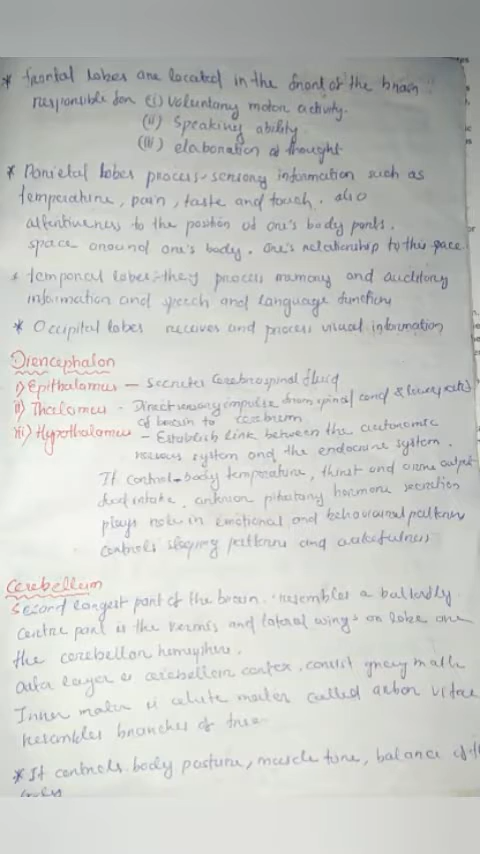 * frontal lobes are located in the front of the brain
responsible for (i) voluntary motor activity.
(ii) Speaking ability
(iii) elaboration of thought
* Parietal lobes process sensory information such as
temperature, pain, taste and touch. also
attentiveness to the position of one's body parts,
space around one's body, one's relationship to this space
* temporal lobes:- they process memory and auditory
information and speech and language functions
* Occipital lobes receives and process visual information
Diencephalon
i) Epithalamus — Secretes cerebrospinal fluid
ii) Thalamus - Direct sensory impulse from spinal cord & lower parts
of brain to cerebrum
iii) Hypothalamus - Establish link between the autonomic
nervous system and the endocrine system.
It control body temperature, thirst and urine output
food intake, anterior pituitary hormone secretion
plays role in emotional and behavioural pattern
controls sleeping patterns and wakefulness
Cerebellum
Second largest part of the brain. resembles a butterfly
centre part is the vermis and lateral wings or lobe are
the cerebellar hemisphere.
outer layer is cerebellar cortex, consist grey matter
Inner matter is white matter called arbor vitae
resembles branches of tree
* It controls body posture, muscle tone, balance of the